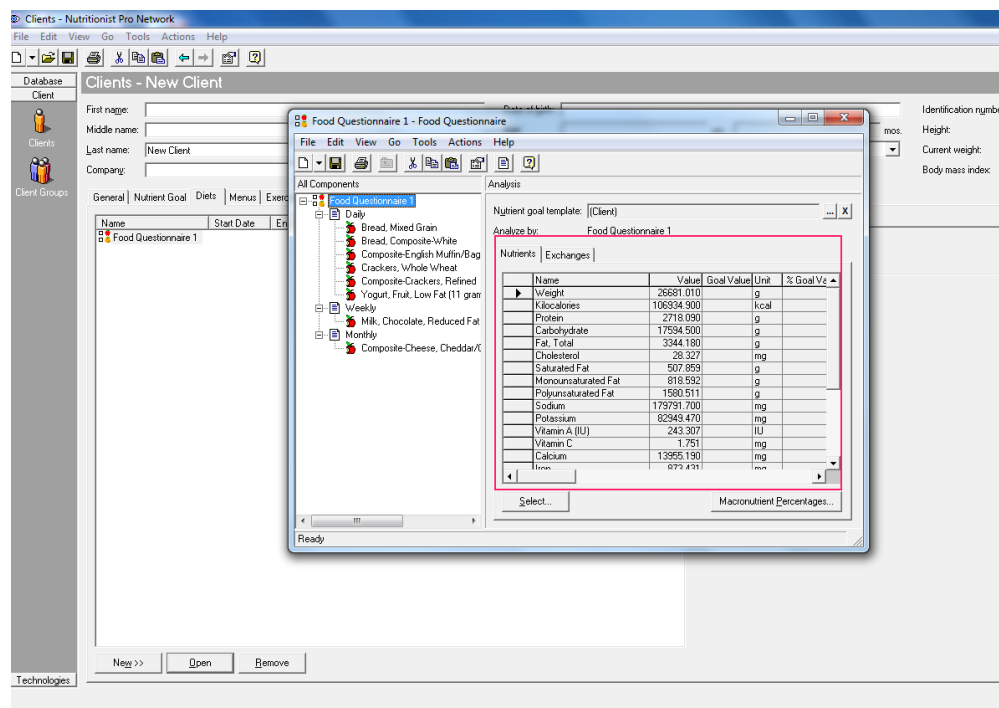 Clients - Nutritionist Pro Network
File Edit View Go Tools Actions Help
Database
Client
Clients
Client Groups
Technologies
Clients - New Client
First name:
Middle name:
Last name: New Client
Company:
Identification numbe
mos. Height:
Current weight:
Body mass index:
General Nutrient Goal Diets Menus Exerc
Name Start Date En
Food Questionnaire 1
New >> Open Remove
Food Questionnaire 1 - Food Questionnaire
File Edit View Go Tools Actions Help
All Components
Food Questionnaire 1
Daily
Bread, Mixed Grain
Bread, Composite-White
Composite-English Muffin/Bag
Crackers, Whole Wheat
Composite-Crackers, Refined
Yogurt, Fruit, Low Fat (11 gram
Weekly
Milk, Chocolate, Reduced Fat
Monthly
Composite-Cheese, Cheddar/C
Analysis
Nutrient goal template: (Client) ... X
Analyze by: Food Questionnaire 1
Nutrients Exchanges
Name Value Goal Value Unit % Goal Va
Weight 26681.010 g
Kilocalories 106934.900 kcal
Protein 2718.090 g
Carbohydrate 17594.500 g
Fat, Total 3344.180 g
Cholesterol 28.327 mg
Saturated Fat 507.859 g
Monounsaturated Fat 818.592 g
Polyunsaturated Fat 1580.511 g
Sodium 179791.700 mg
Potassium 82949.470 mg
Vitamin A (IU) 243.307 IU
Vitamin C 1.751 mg
Calcium 13955.190 mg
Iron 873.431 mg
Select... Macronutrient Percentages...
Ready